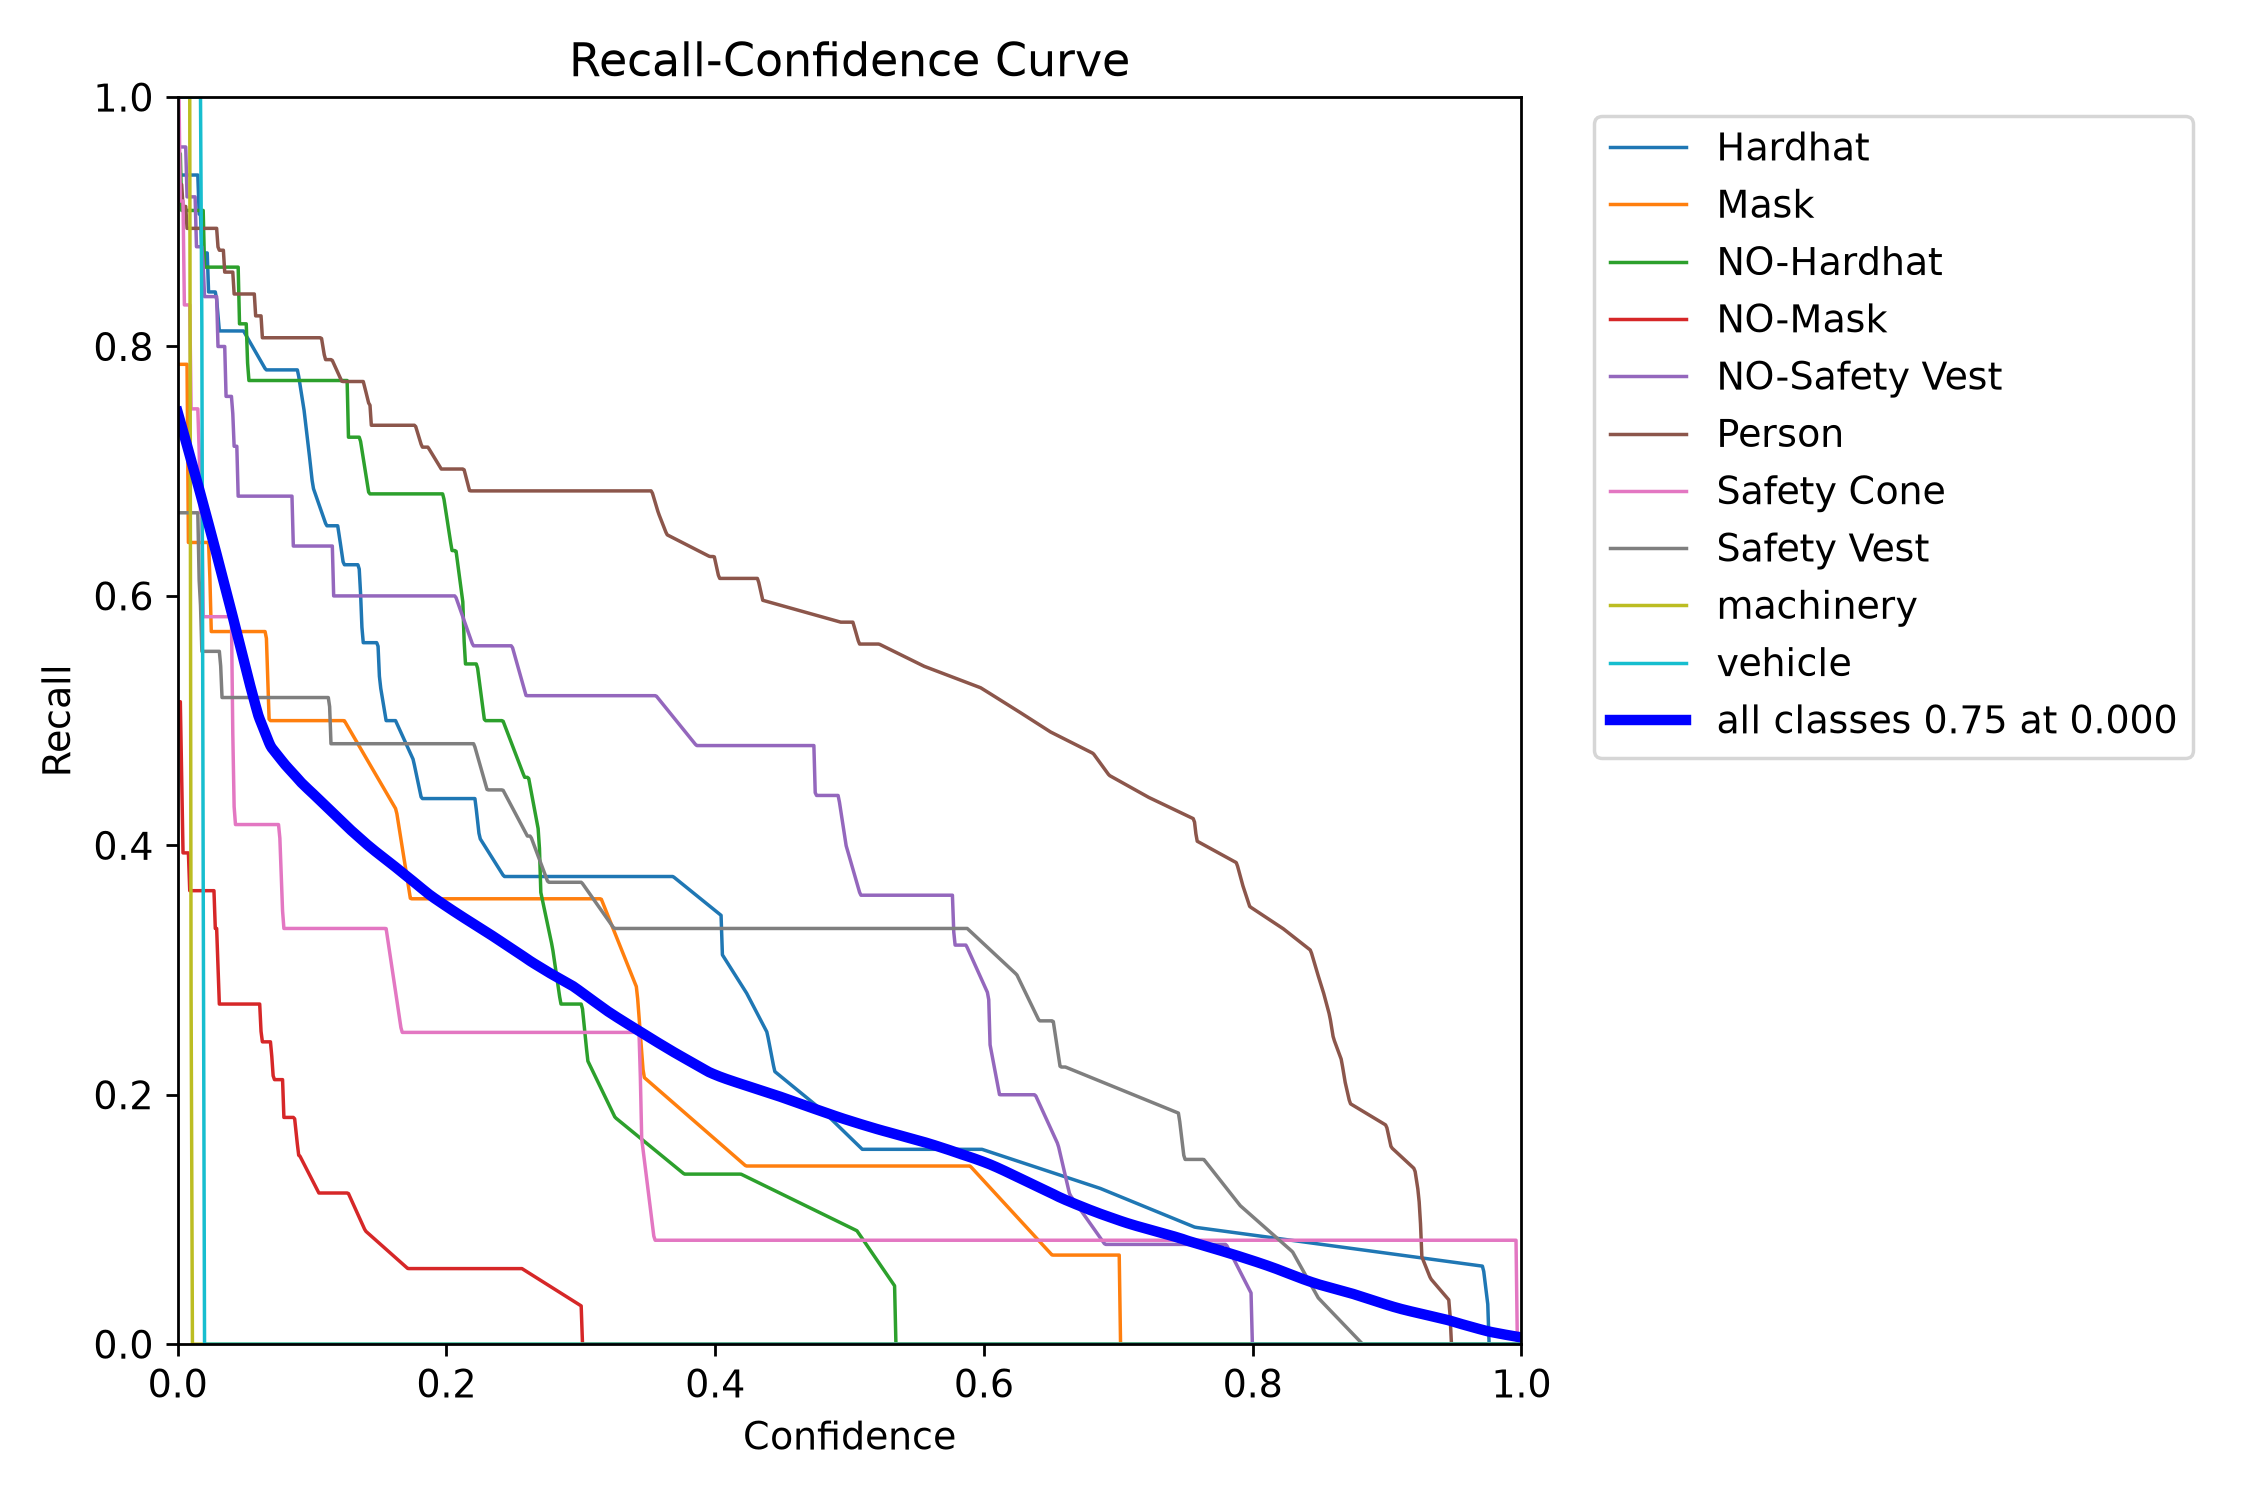 Recall-Confidence Curve
1.0
0.8
0.6
0.4
0.2
0.0
Recall
0.0 0.2 0.4 0.6 0.8 1.0
Confidence
Hardhat
Mask
NO-Hardhat
NO-Mask
NO-Safety Vest
Person
Safety Cone
Safety Vest
machinery
vehicle
all classes 0.75 at 0.000